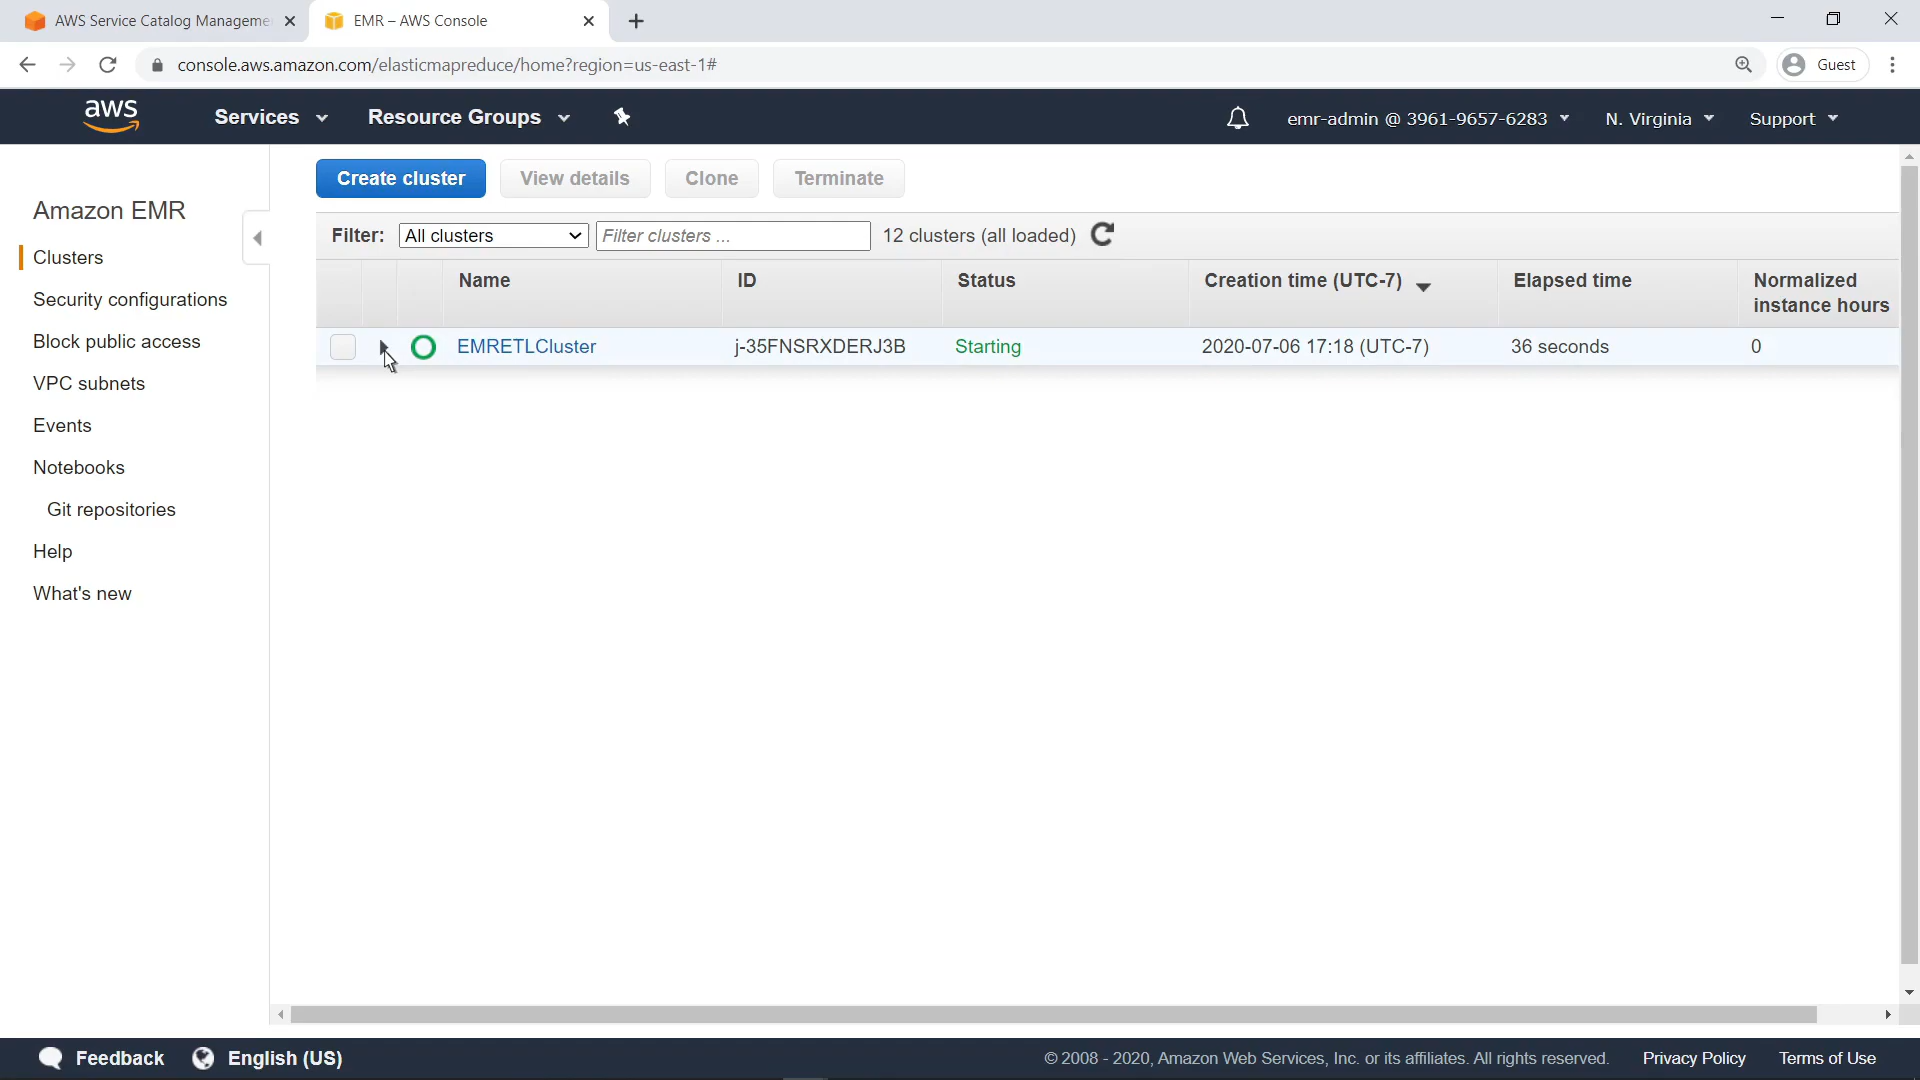 AWS Service Catalog Manageme
EMR – AWS Console
console.aws.amazon.com/elasticmapreduce/home?region=us-east-1#
Guest
aws
Services
Resource Groups
emr-admin @ 3961-9657-6283
N. Virginia
Support
Amazon EMR
Clusters
Security configurations
Block public access
VPC subnets
Events
Notebooks
Git repositories
Help
What's new
Create cluster
View details
Clone
Terminate
Filter: All clusters Filter clusters ... 12 clusters (all loaded)
Name ID Status Creation time (UTC-7) Elapsed time Normalized
instance hours
EMRETLCluster j-35FNSRXDERJ3B Starting 2020-07-06 17:18 (UTC-7) 36 seconds 0
Feedback
English (US)
© 2008 - 2020, Amazon Web Services, Inc. or its affiliates. All rights reserved.
Privacy Policy
Terms of Use